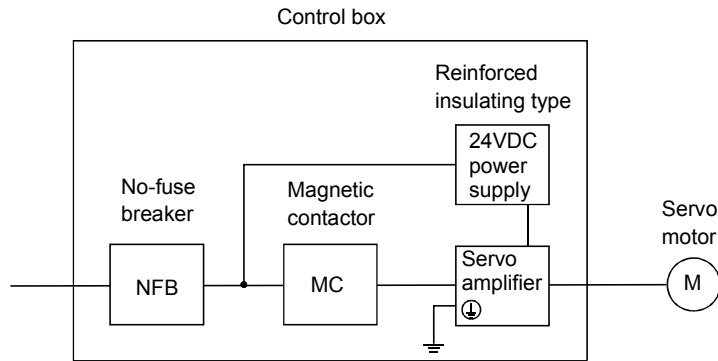 Control box
Reinforced
insulating type
24VDC
power
supply
No-fuse
breaker
Magnetic
contactor
Servo
motor
NFB
MC
Servo
amplifier
M